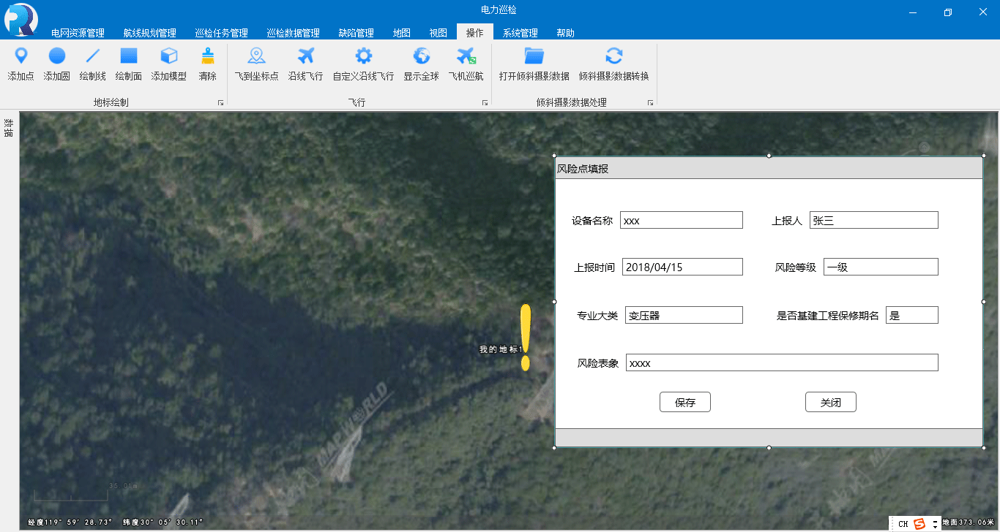 电力巡检
电网资源管理 航线规划管理 巡检任务管理 巡检数据管理 缺陷管理 地图 视图 操作 系统管理 帮助
添加点 添加圆 绘制线 绘制面 添加模型 清除 飞到坐标点 沿线飞行 自定义沿线飞行 显示全球 飞机巡航 打开倾斜摄影数据 倾斜摄影数据转换
地标绘制 飞行 倾斜摄影数据处理
数据
风险点填报
设备名称 xxx 上报人 张三
上报时间 2018/04/15 风险等级 一级
专业大类 变压器 是否基建工程保修期名 是
我的地标1
风险表象 xxxx
保存 关闭
MAP WORLD
35.01m
经度119° 59′ 28.73″ 纬度30° 05′ 30.11″ CH 地面373.06米